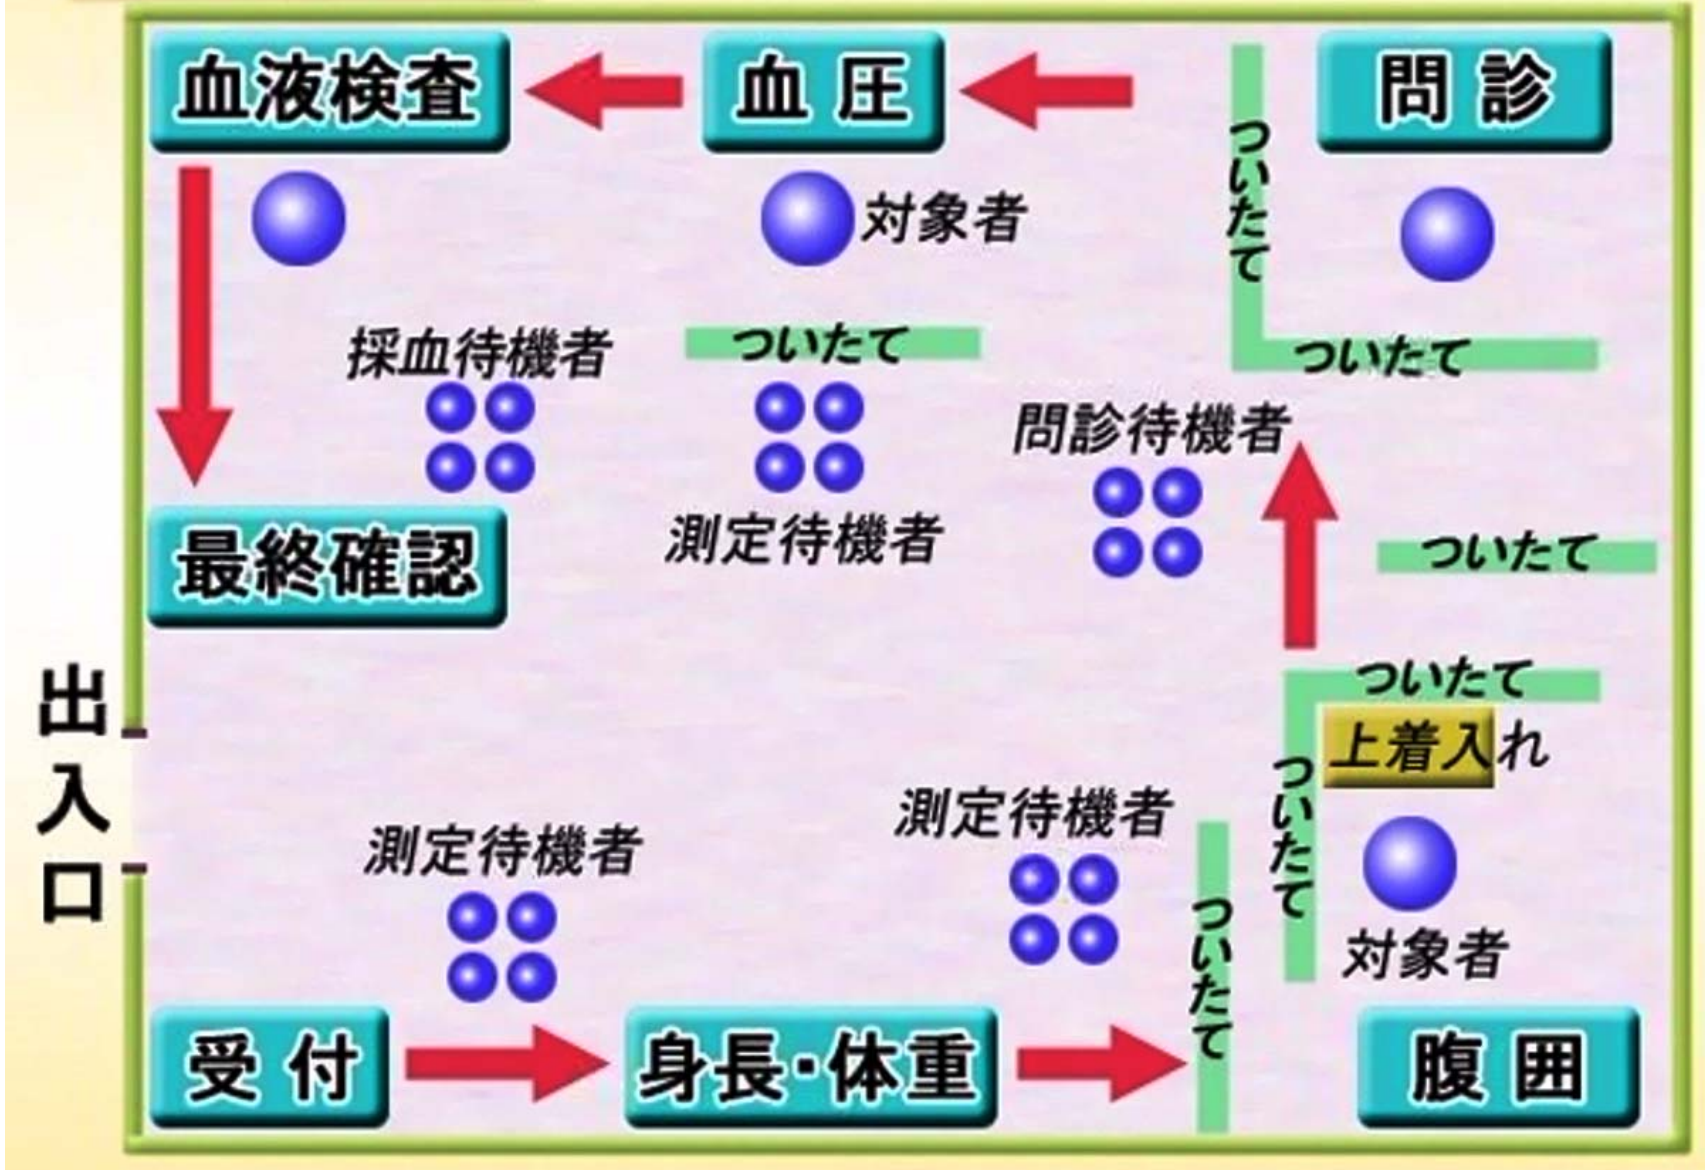 血液検査
血圧
問診
ついたて
対象者
採血待機者
ついたて
ついたて
問診待機者
測定待機者
最終確認
ついたて
出入口
ついたて
上着入れ
ついたて
測定待機者
測定待機者
ついたて
対象者
受付
身長・体重
腹囲